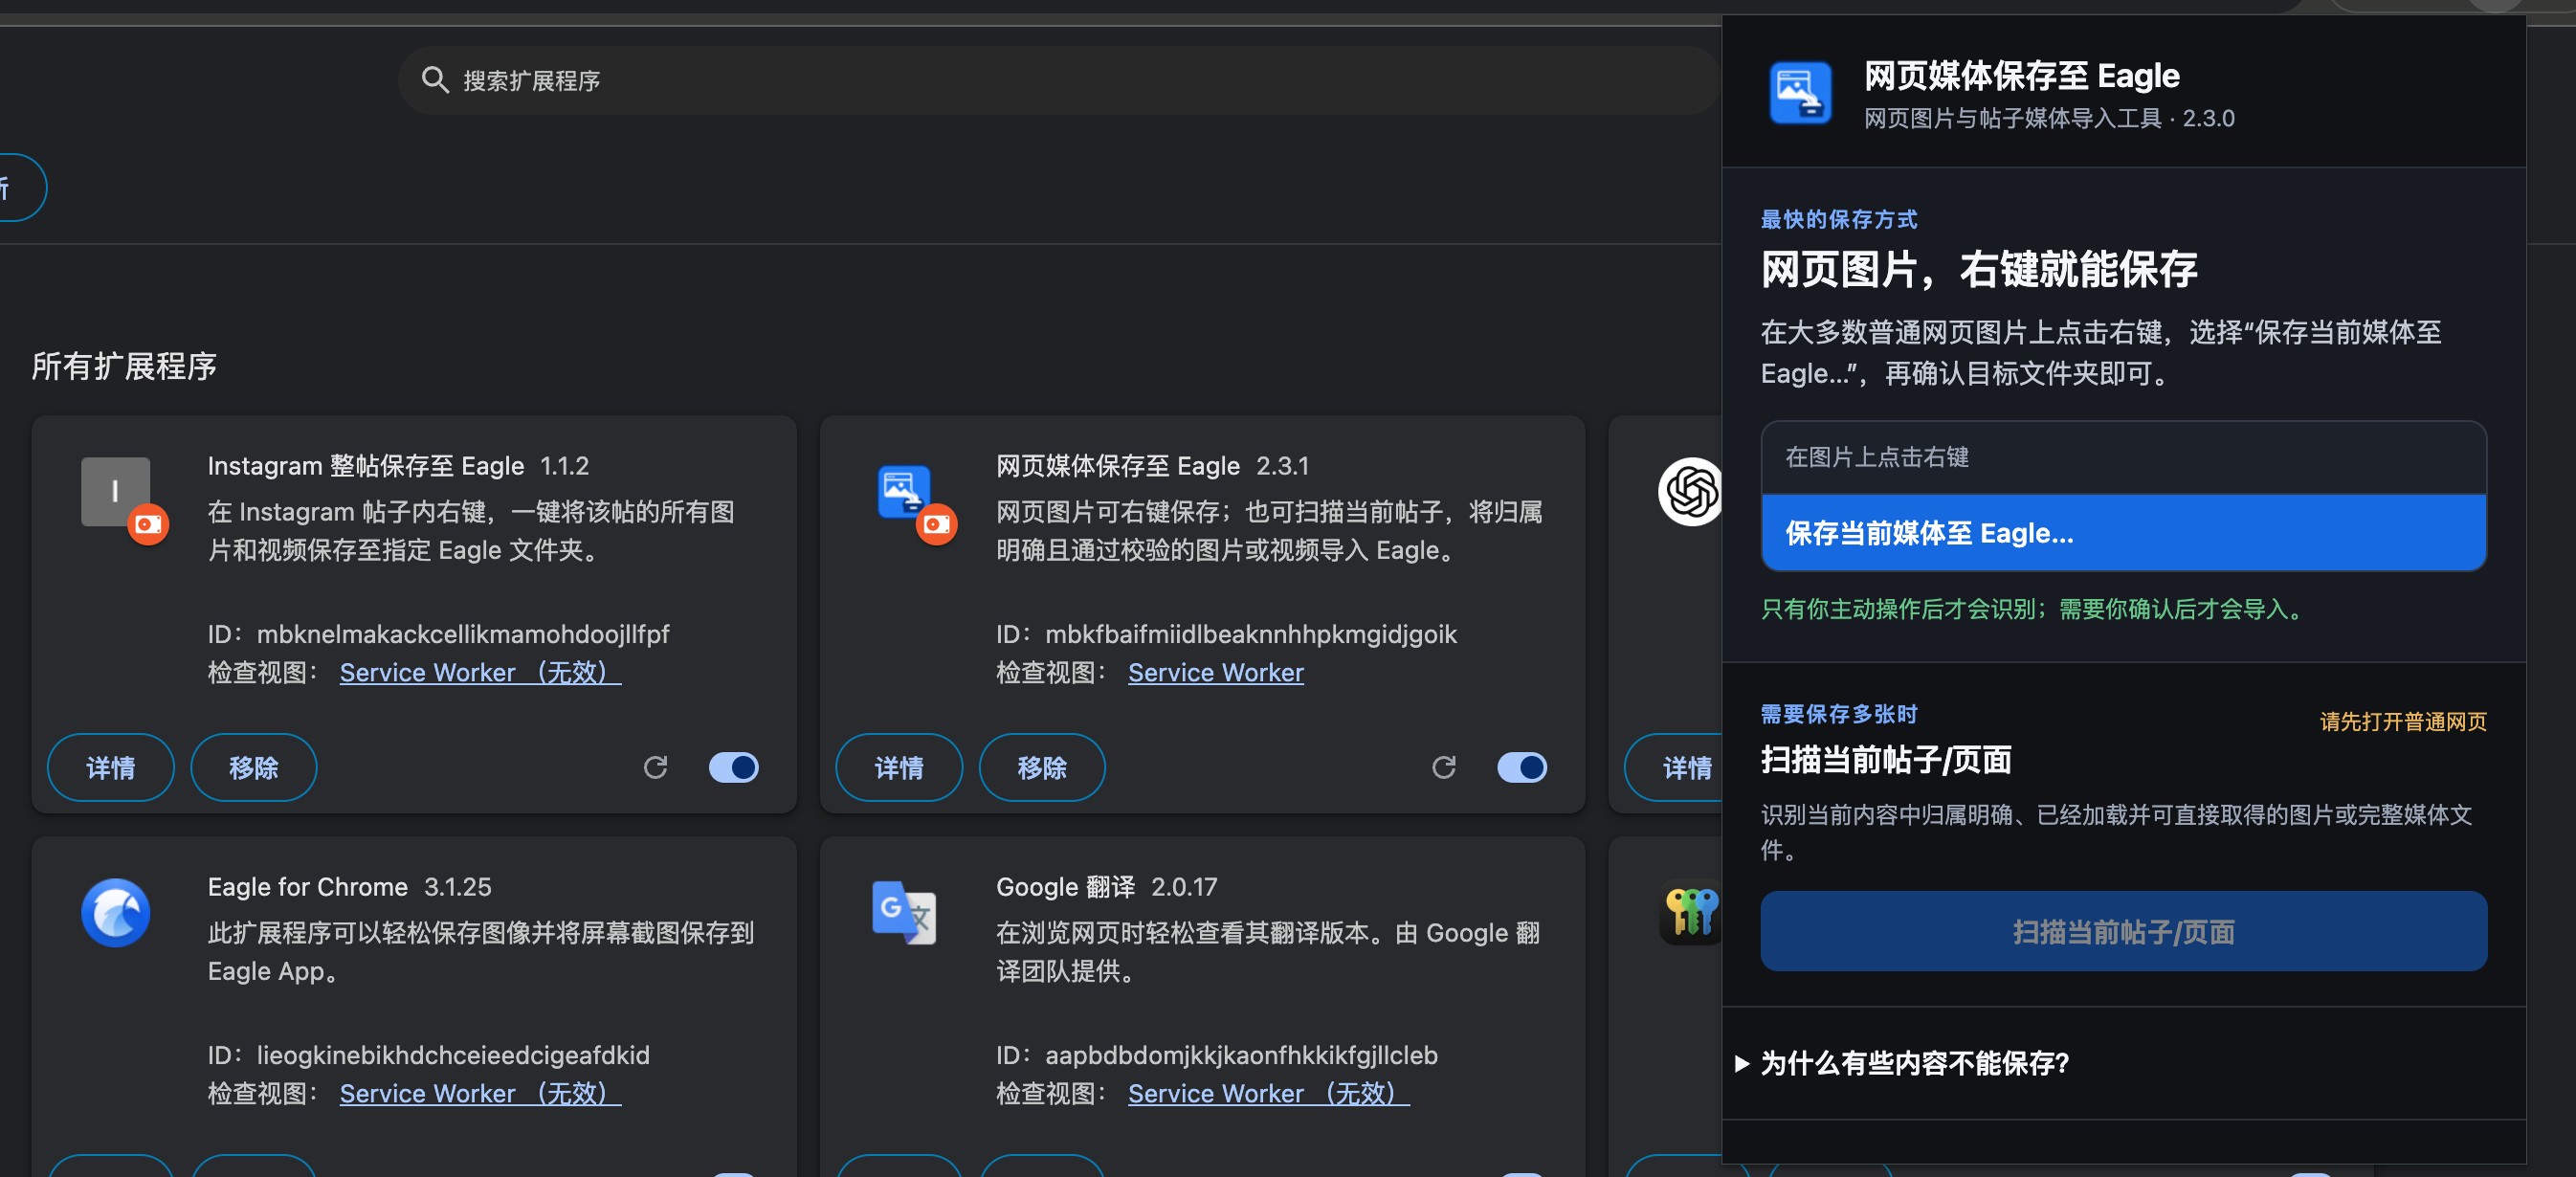 搜索扩展程序
所有扩展程序
Instagram 整帖保存至 Eagle 1.1.2
在 Instagram 帖子内右键，一键将该帖的所有图
片和视频保存至指定 Eagle 文件夹。
ID：mbknelmakackcellikmamohdoojllfpf
检查视图： Service Worker （无效）
详情
移除
网页媒体保存至 Eagle 2.3.1
网页图片可右键保存；也可扫描当前帖子，将归属
明确且通过校验的图片或视频导入 Eagle。
ID：mbkfbaifmiidlbeaknnhhpkmgidjgoik
检查视图： Service Worker
详情
移除
详情
Eagle for Chrome 3.1.25
此扩展程序可以轻松保存图像并将屏幕截图保存到
Eagle App。
ID：lieogkinebikhdchceieedcigeafdkid
检查视图： Service Worker （无效）
Google 翻译 2.0.17
在浏览网页时轻松查看其翻译版本。由 Google 翻
译团队提供。
ID：aapbdbdomjkkjkaonfhkkikfgjllcleb
检查视图： Service Worker （无效）
网页媒体保存至 Eagle
网页图片与帖子媒体导入工具 · 2.3.0
最快的保存方式
网页图片，右键就能保存
在大多数普通网页图片上点击右键，选择“保存当前媒体至
Eagle…”，再确认目标文件夹即可。
在图片上点击右键
保存当前媒体至 Eagle...
只有你主动操作后才会识别；需要你确认后才会导入。
需要保存多张时
请先打开普通网页
扫描当前帖子/页面
识别当前内容中归属明确、已经加载并可直接取得的图片或完整媒体文
件。
扫描当前帖子/页面
为什么有些内容不能保存？